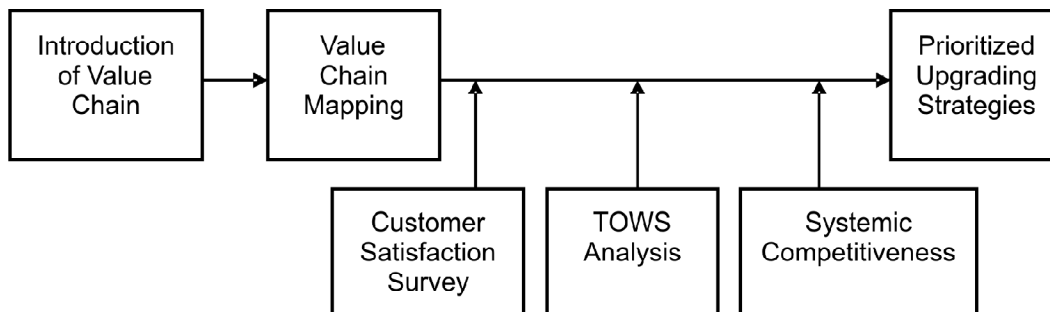 Introduction
of Value
Chain
Value
Chain
Mapping
Prioritized
Upgrading
Strategies
Customer
Satisfaction
Survey
TOWS
Analysis
Systemic
Competitiveness